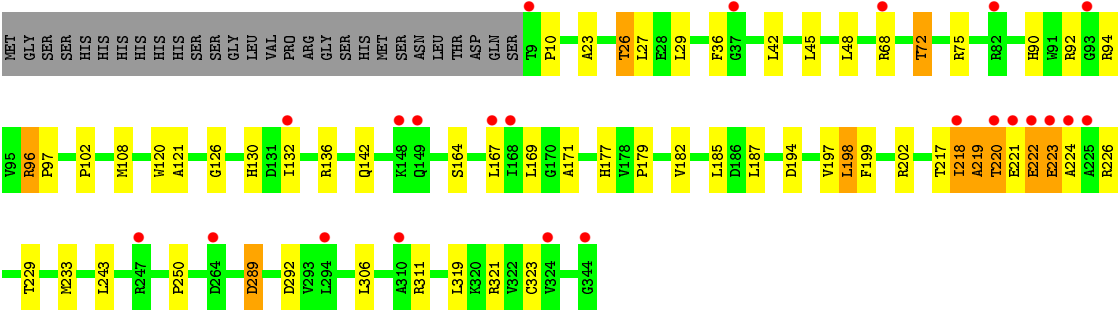 MET GLY SER SER HIS HIS HIS HIS HIS HIS SER SER GLY LEU VAL PRO ARG GLY SER HIS MET SER ASN LEU THR ASP GLN SER T9 P10 A23 T26 L27 E28 L29 F36 G37 L42 L45 L48 R68 T72 R75 R82 H90 W91 R92 G93 R94
V95 R96 P97 P102 M108 W120 A121 G126 H130 D131 I132 R136 Q142 K148 Q149 S164 L167 I168 L169 G170 A171 H177 V178 P179 V182 L185 D186 L187 D194 V197 L198 F199 R202 T217 I218 A219 T220 E221 E222 E223 A224 A225 R226
T229 M233 L243 R247 P250 D264 D289 D292 V293 L294 L306 A310 R311 L319 K320 R321 V322 C323 V324 G344